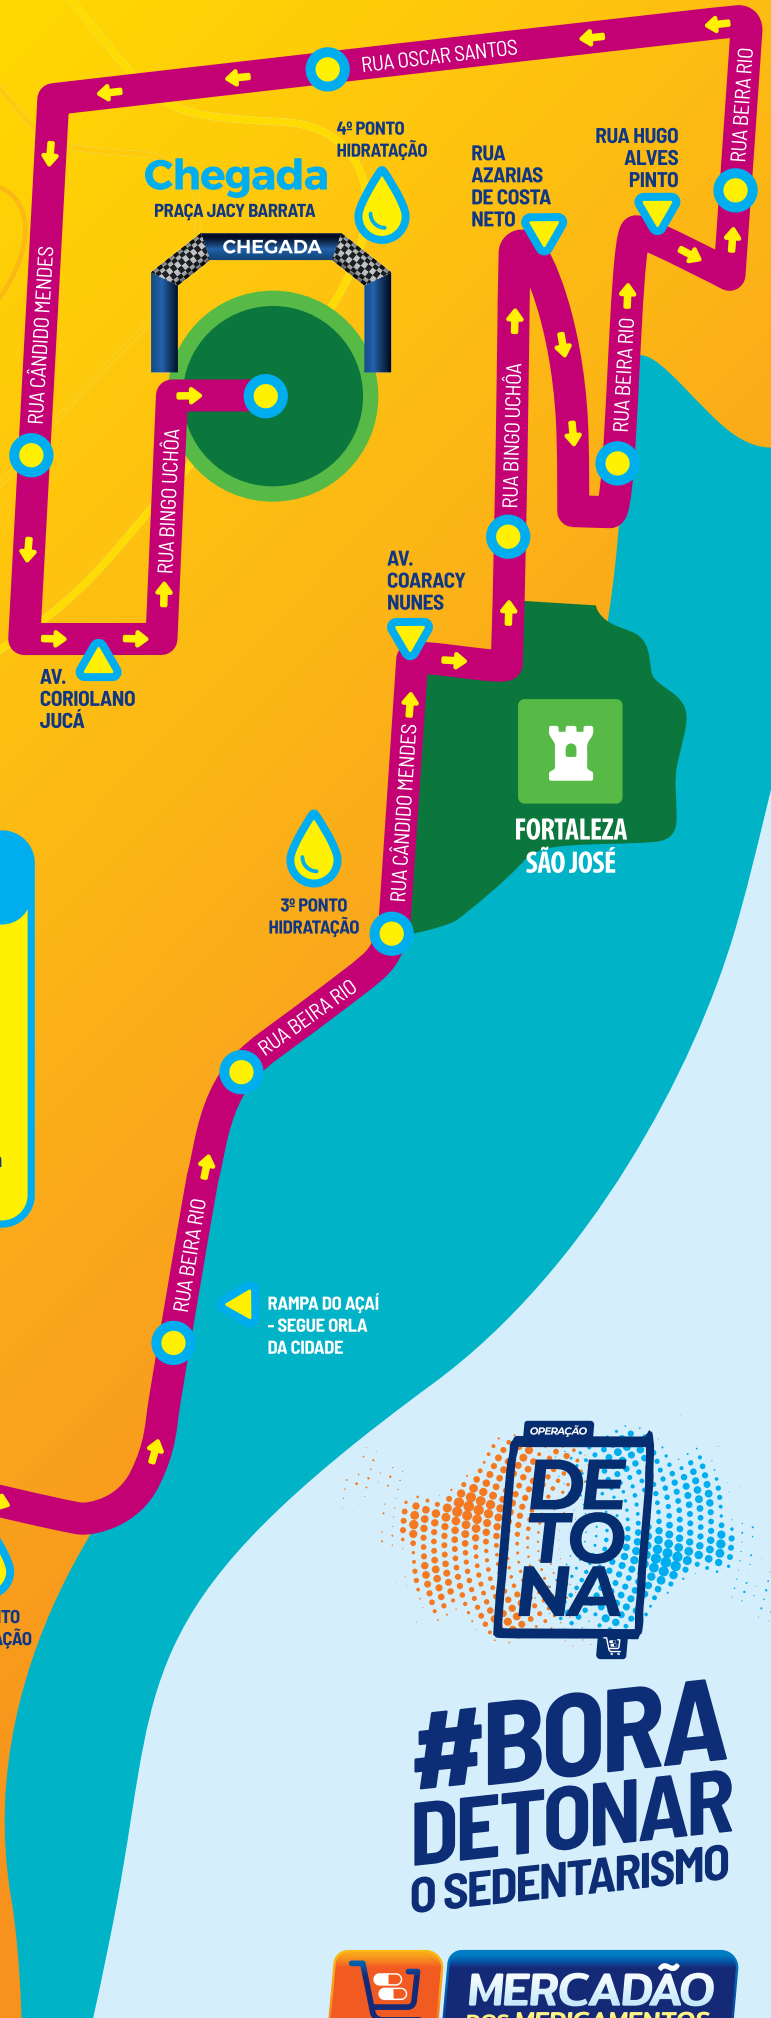 RUA OSCAR SANTOS
RUA BEIRA RIO
4º PONTO
HIDRATAÇÃO
RUA HUGO
ALVES
PINTO
RUA
AZARIAS
DE COSTA
NETO
Chegada
PRAÇA JACY BARRATA
CHEGADA
RUA CÂNDIDO MENDES
RUA BINGO UCHÔA
RUA BINGO UCHÔA
RUA BEIRA RIO
AV.
COARACY
NUNES
AV.
CORIOLANO
JUCÁ
RUA CÂNDIDO MENDES
FORTALEZA
SÃO JOSÉ
3º PONTO
HIDRATAÇÃO
RUA BEIRA RIO
RUA BEIRA RIO
RAMPA DO AÇAÍ
- SEGUE ORLA
DA CIDADE
OPERAÇÃO
DE
TO
NA
#BORA
DETONAR
O SEDENTARISMO
MERCADÃO
DOS MEDICAMENTOS